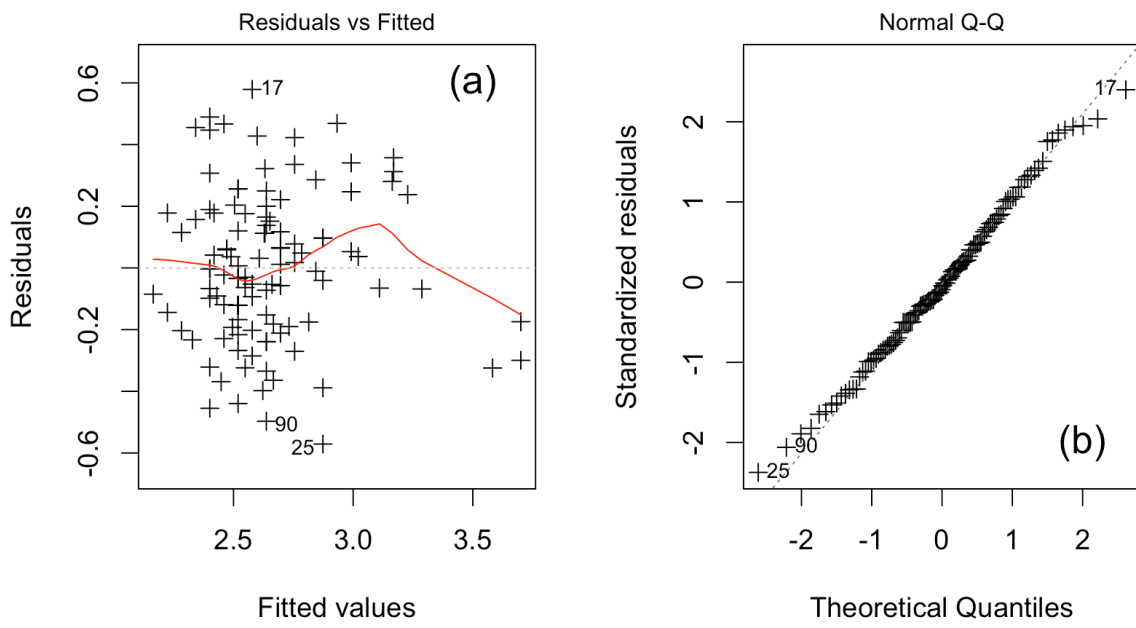 Residuals vs Fitted
(a)
Residuals
0.6
0.2
-0.2
-0.6
17
90
25
2.5
3.0
3.5
Fitted values
Normal Q-Q
(b)
Standardized residuals
2
1
0
-1
-2
17
90
25
-2
-1
0
1
2
Theoretical Quantiles